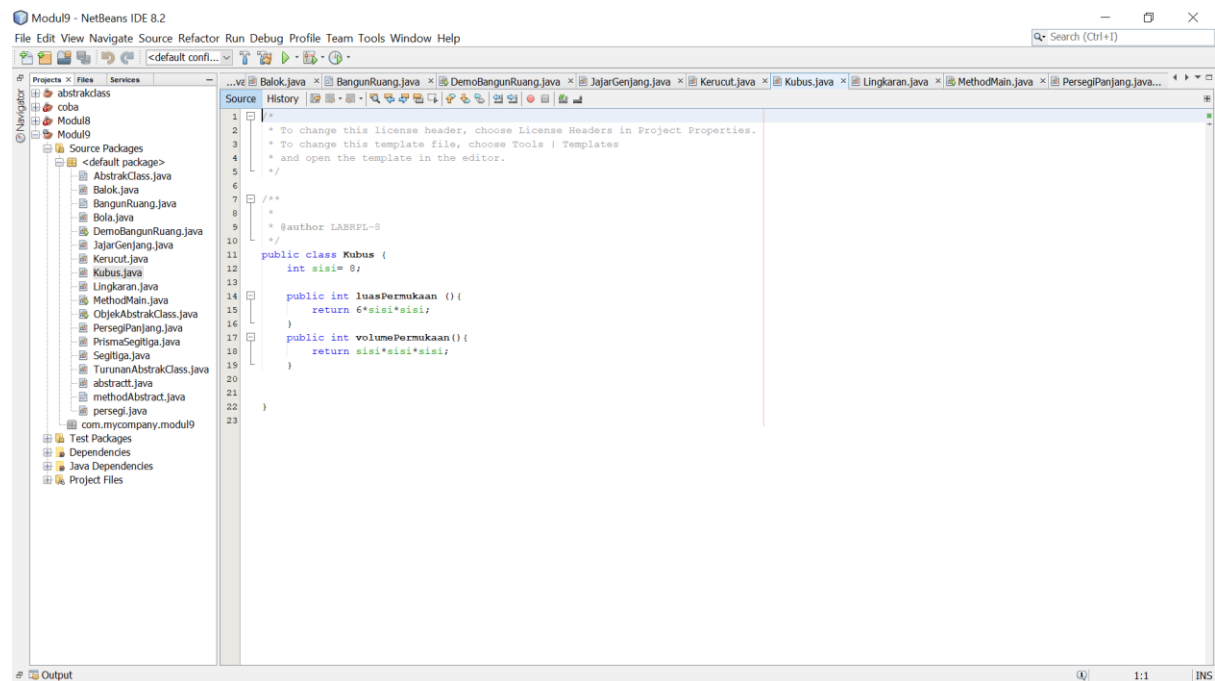 Modul9 - NetBeans IDE 8.2
File Edit View Navigate Source Refactor Run Debug Profile Team Tools Window Help
Search (Ctrl+I)
<default confi...
Projects Files Services
Navigator
abstrakdass
coba
Modul8
Modul9
Source Packages
<default package>
AbstrakClass.java
Balok.java
BangunRuang.java
Bola.java
DemoBangunRuang.java
JajarGenjang.java
Kerucut.java
Kubus.java
Lingkaran.java
MethodMain.java
ObjekAbstrakClass.java
PersegiPanjang.java
PrismaSegitiga.java
Segitiga.java
TurunanAbstrakClass.java
abstractt.java
methodAbstract.java
persegi.java
com.mycompany.modul9
Test Packages
Dependencies
Java Dependencies
Project Files
...va Balok.java BangunRuang.java DemoBangunRuang.java JajarGenjang.java Kerucut.java Kubus.java Lingkaran.java MethodMain.java PersegiPanjang.java...
Source History
1 /*
2 * To change this license header, choose License Headers in Project Properties.
3 * To change this template file, choose Tools | Templates
4 * and open the template in the editor.
5 */
6
7 /**
8 *
9 * @author LABRPL-8
10 */
11 public class Kubus {
12 int sisi= 8;
13
14 public int luasPermukaan (){
15 return 6*sisi*sisi;
16 }
17 public int volumePermukaan(){
18 return sisi*sisi*sisi;
19 }
20
21
22 }
23
Output
1:1 INS